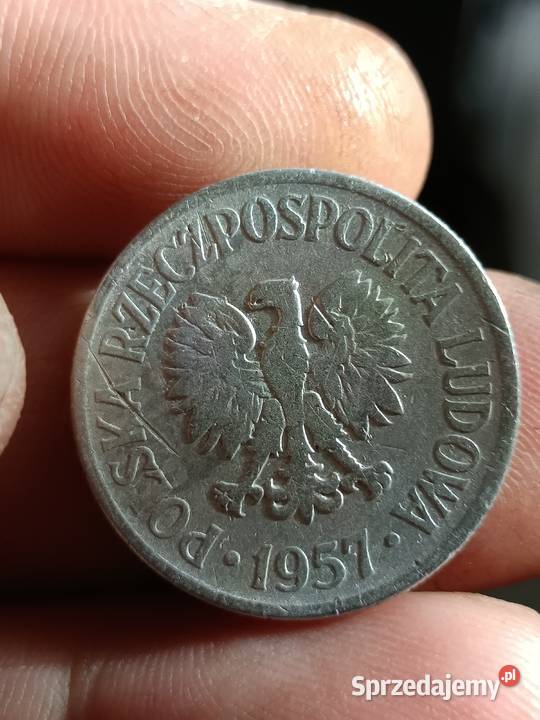 POLSKA RZECZPOSPOLITA LUDOWA
· 1957 ·
Sprzedajemy.pl